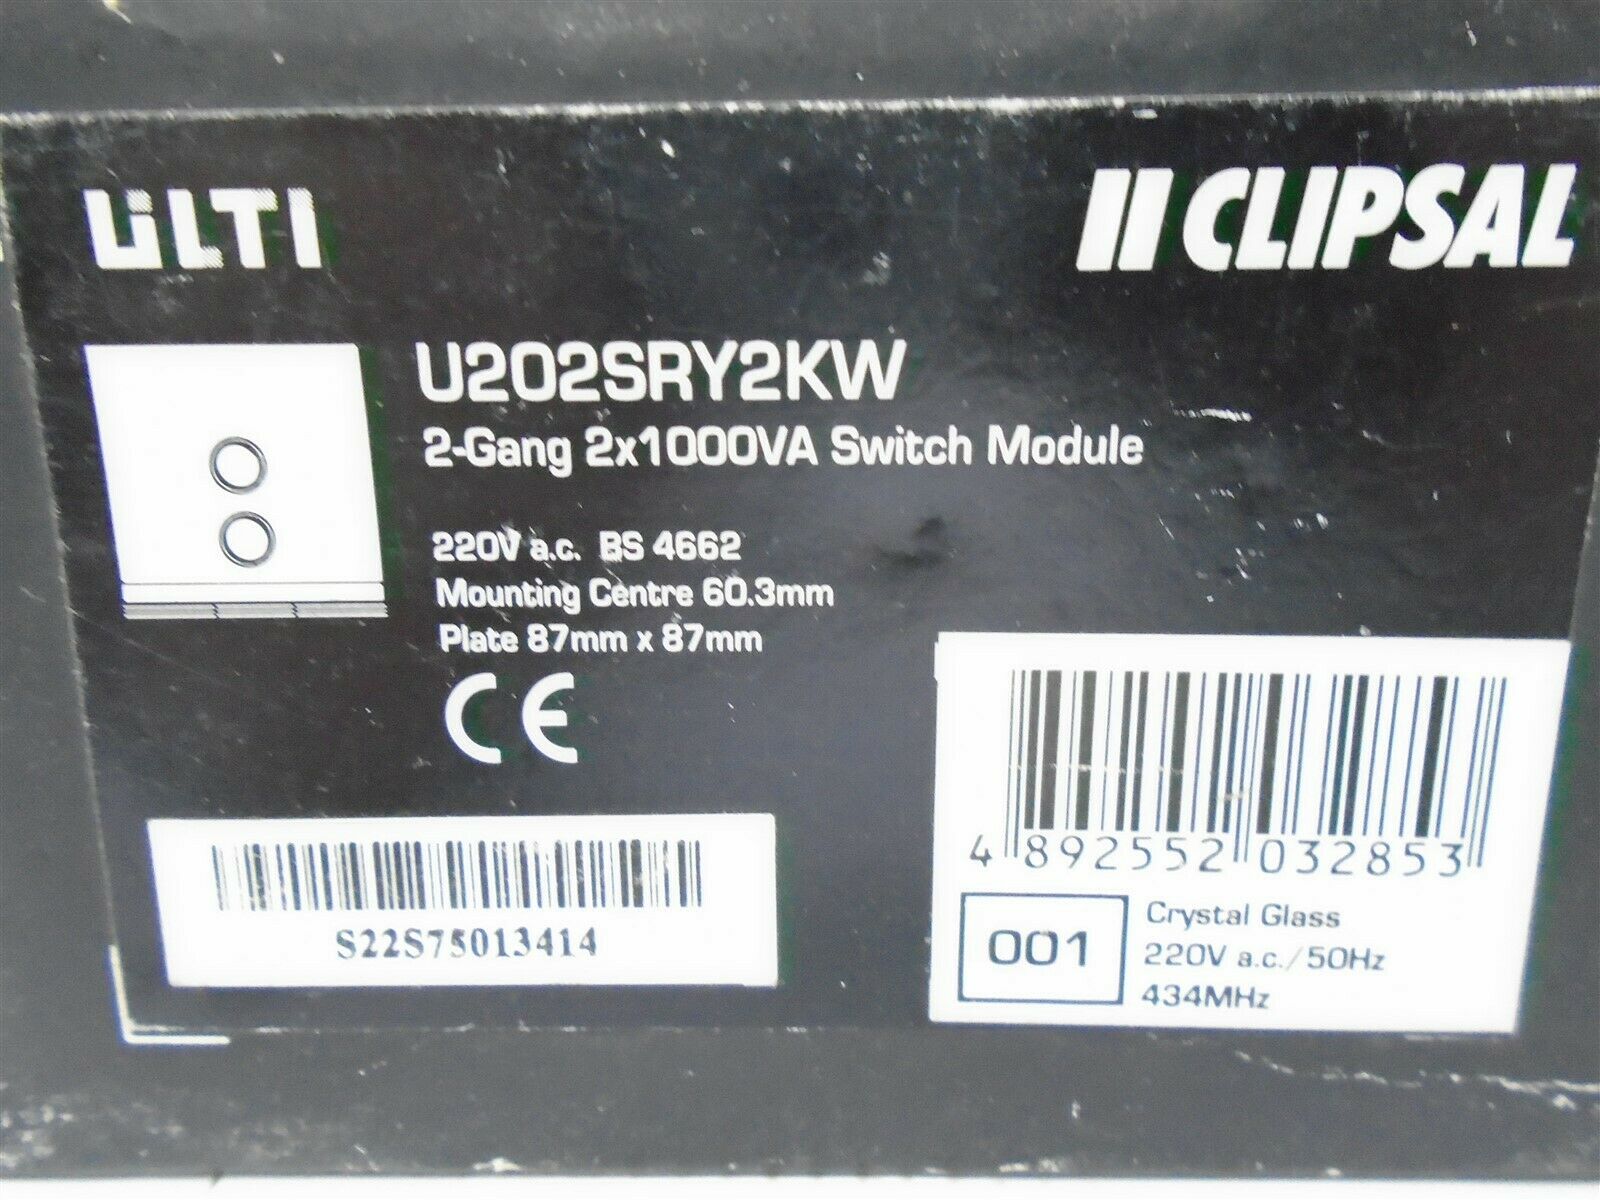 ULTI
CLIPSAL
U202SRY2KW
2-Gang 2x1000VA Switch Module
220V a.c. BS 4662
Mounting Centre 60.3mm
Plate 87mm x 87mm
CE
S22S75013414
4 892552 032853
001
Crystal Glass
220V a.c./50Hz
434MHz